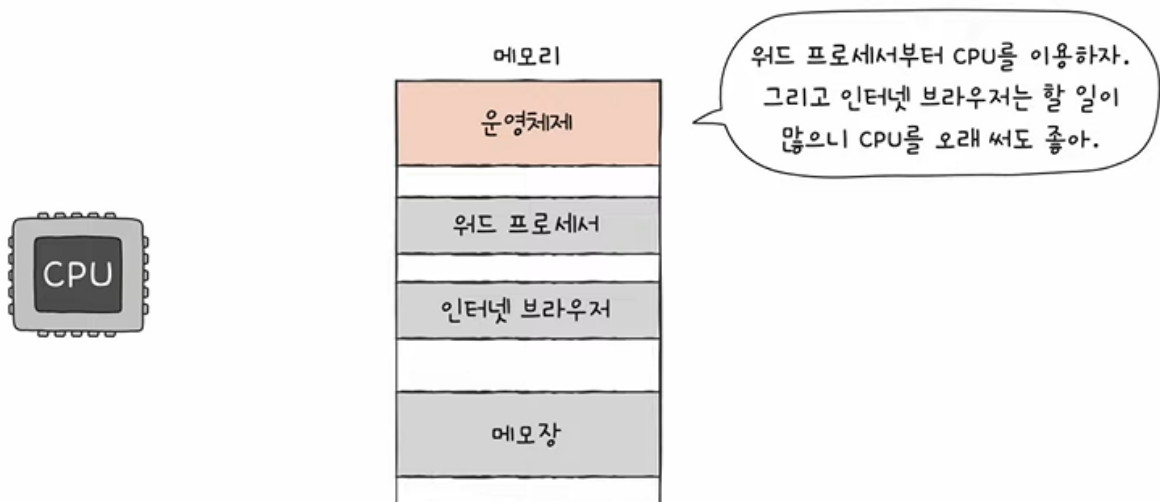 메모리
운영체제
워드 프로세서부터 CPU를 이용하자.
그리고 인터넷 브라우저는 할 일이
많으니 CPU를 오래 써도 좋아.
워드 프로세서
CPU
인터넷 브라우저
메모장